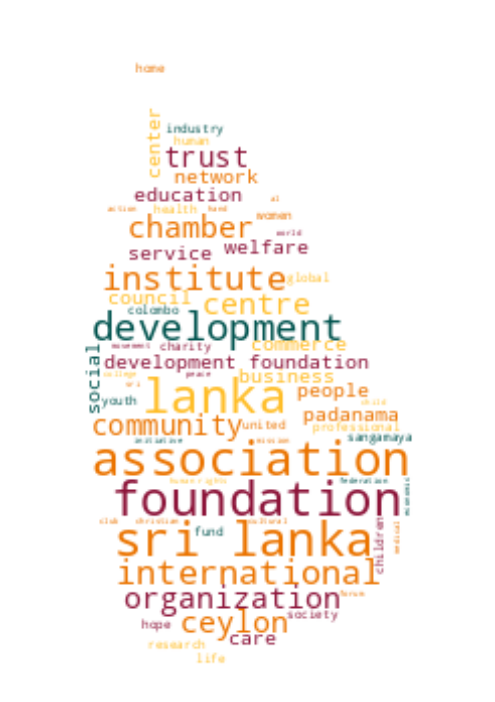 home
center
industry
human
trust
network
education
al
action health hand
women
chamber
world
service welfare
institute global
council centre
colombo
development
movement charity commerce
social
development foundation
college peace business
sri
youth lanka people
child
padanama
community united professional
initiative mission sangamaya
association
human rights federation
economic
foundation
club christian cultural
fund
sri lanka
children
medical
international
organization forum
society
hope ceylon
care
research
life